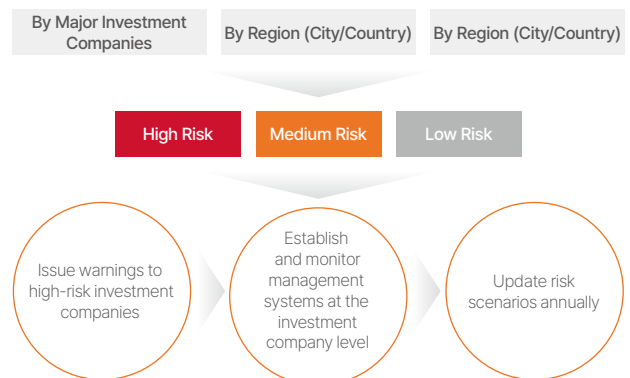 By Major Investment
Companies
By Region (City/Country)
By Region (City/Country)
High Risk
Medium Risk
Low Risk
Issue warnings to
high-risk investment
companies
Establish
and monitor
management
systems at the
investment
company level
Update risk
scenarios annually